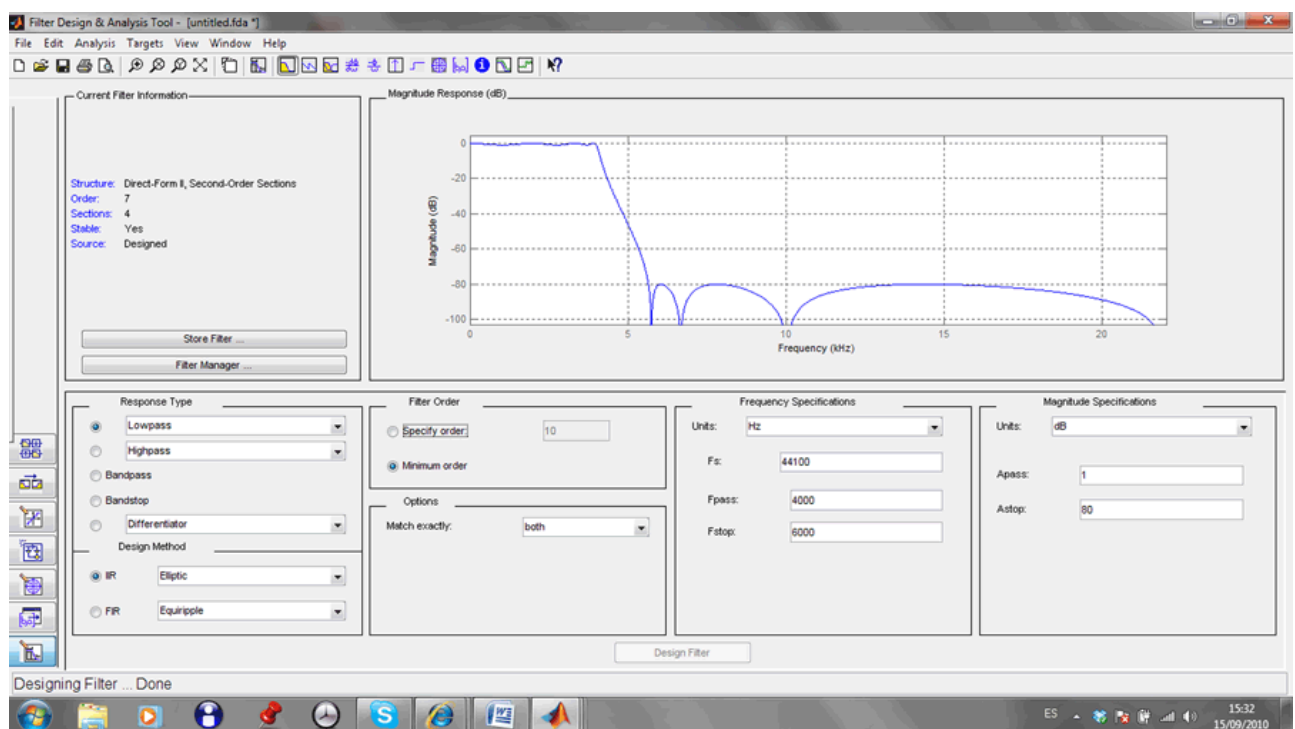 Filter Design & Analysis Tool - [untitled.fda *]
File Edit Analysis Targets View Window Help
Current Filter Information
Structure: Direct-Form II, Second-Order Sections
Order: 7
Sections: 4
Stable: Yes
Source: Designed
Store Filter ...
Filter Manager ...
Magnitude Response (dB)
Magnitude (dB)
0
-20
-40
-60
-80
-100
0 5 10 15 20
Frequency (kHz)
Response Type
Lowpass
Highpass
Bandpass
Bandstop
Differentiator
Design Method
IIR Elliptic
FIR Equiripple
Filter Order
Specify order: 10
Minimum order
Options
Match exactly: both
Frequency Specifications
Units: Hz
Fs: 44100
Fpass: 4000
Fstop: 6000
Magnitude Specifications
Units: dB
Apass: 1
Astop: 80
Design Filter
Designing Filter ... Done
ES
15:32
15/09/2010